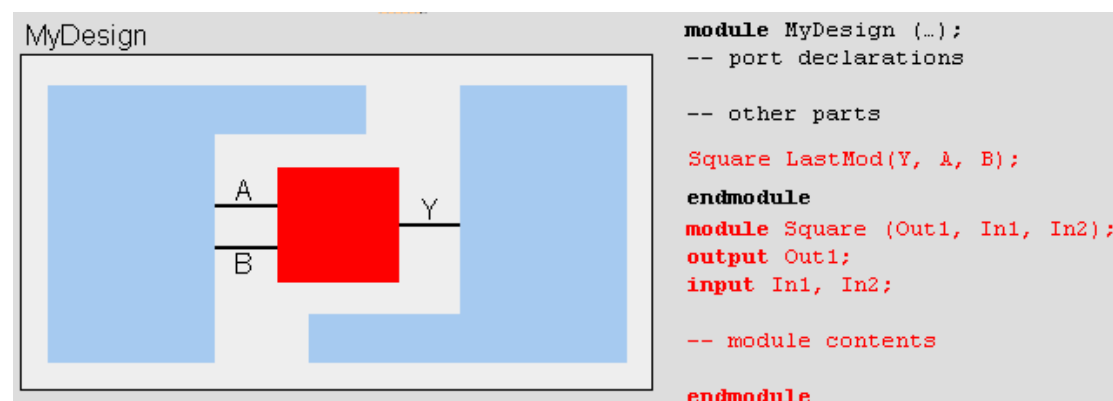 MyDesign
A
B
Y
module MyDesign (…);
-- port declarations
-- other parts
Square LastMod(Y, A, B);
endmodule
module Square (Out1, In1, In2);
output Out1;
input In1, In2;
-- module contents
endmodule